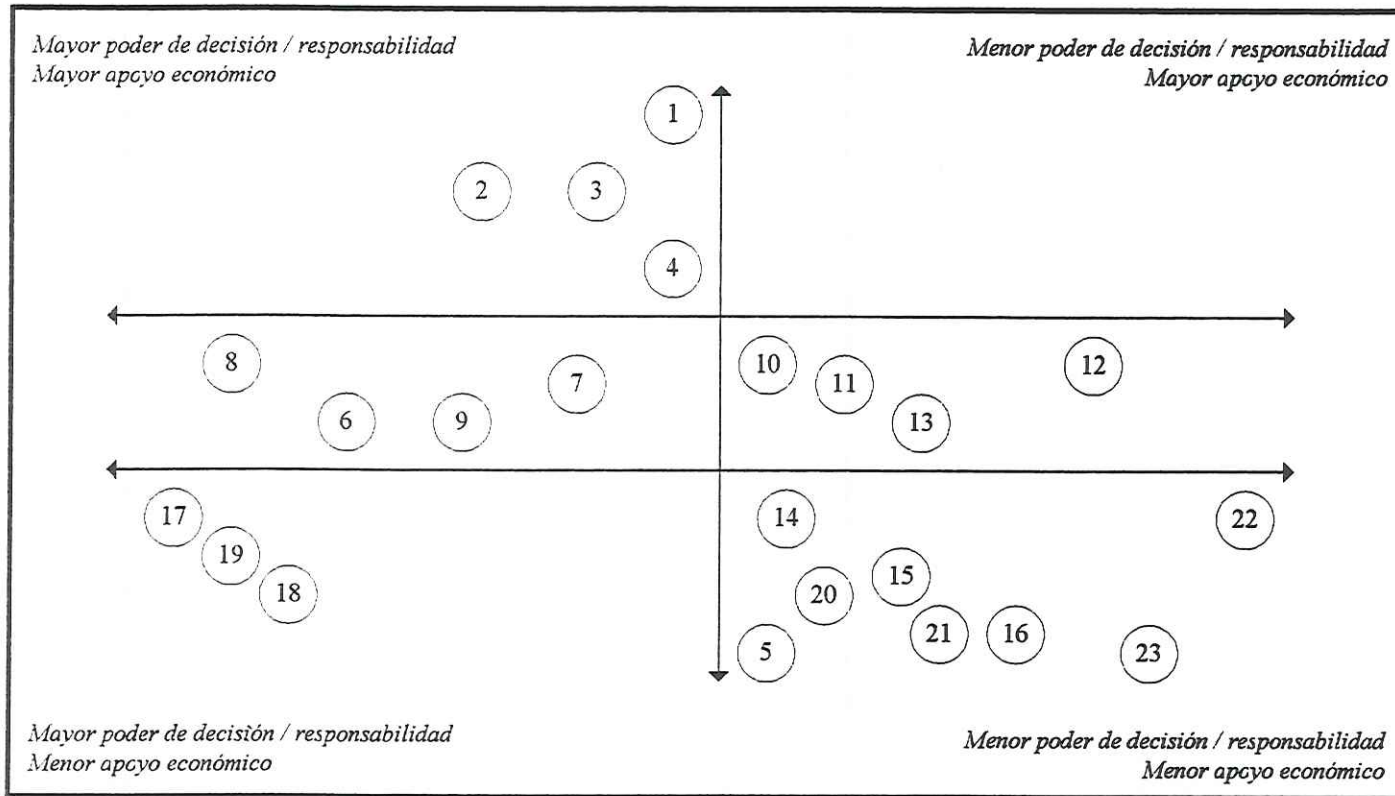 Mayor poder de decisión / responsabilidad
Mayor apoyo económico
Menor poder de decisión / responsabilidad
Mayor apoyo económico
1
2 3
4
8 7 10 11 12
6 9 13
17 14 22
19 15
18 20
5 21 16 23
Mayor poder de decisión / responsabilidad
Menor apoyo económico
Menor poder de decisión / responsabilidad
Menor apoyo económico